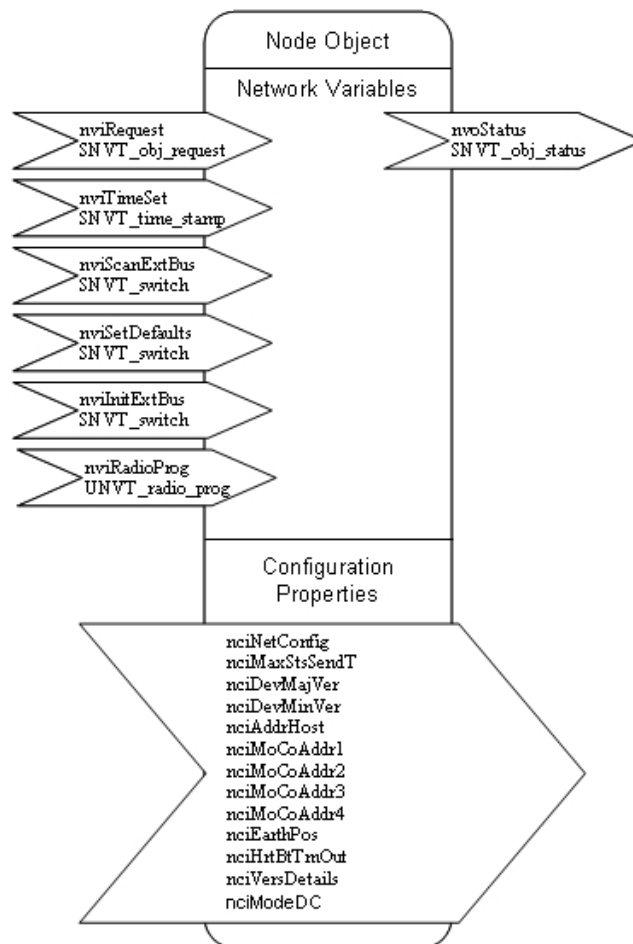 Node Object
Network Variables
nviRequest
SNVT_obj_request
nvoStatus
SNVT_obj_status
nviTimeSet
SNVT_time_stamp
nviScanExtBus
SNVT_switch
nviSetDefaults
SNVT_switch
nviInitExtBus
SNVT_switch
nviRadioProg
UNVT_radio_prog
Configuration
Properties
nciNetConfig
nciMaxStsSendT
nciDevMajVer
nciDevMinVer
nciAddrHost
nciMoCoAddr1
nciMoCoAddr2
nciMoCoAddr3
nciMoCoAddr4
nciEarthPos
nciHrtBtTmOut
nciVersDetails
nciModeDC